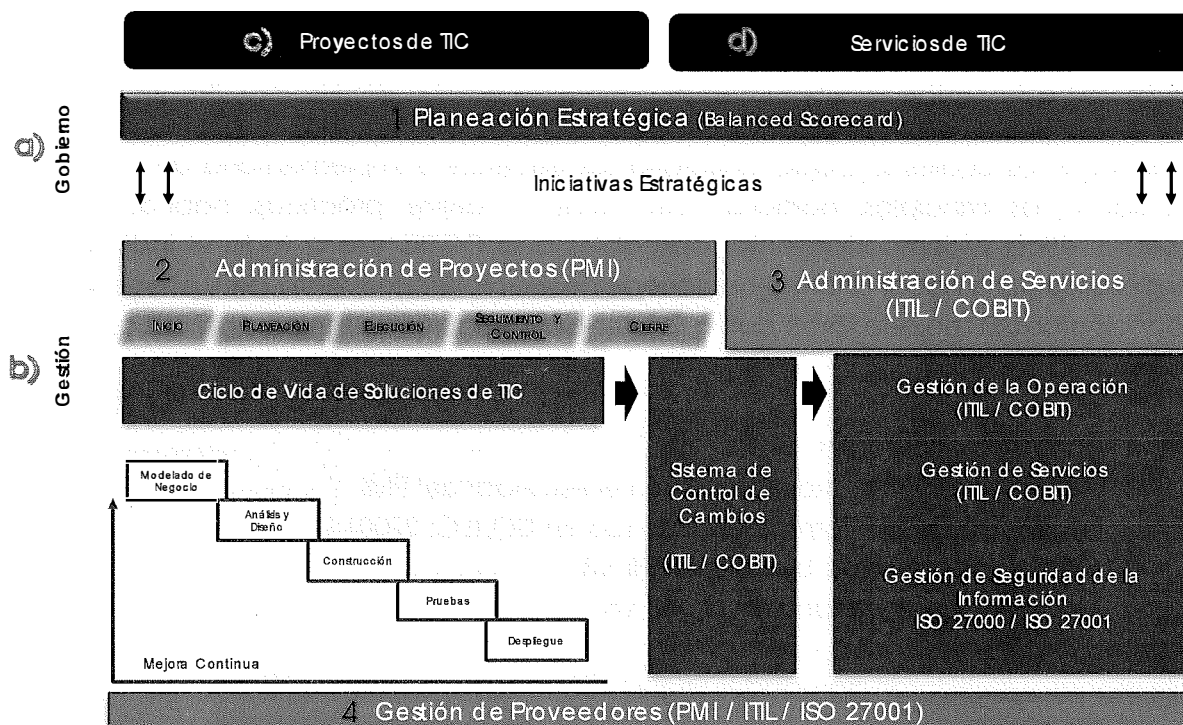 c) Proyectos de TIC
d) Servicios de TIC
a) Gobierno
1 Planeación Estratégica (Balanced Scorecard)
Iniciativas Estratégicas
b) Gestión
2 Administración de Proyectos (PMI)
3 Administración de Servicios
(ITIL / COBIT)
INICIO
PLANEACIÓN
EJECUCIÓN
SEGUIMIENTO Y
CONTROL
CIERRE
Ciclo de Vida de Soluciones de TIC
Modelado de
Negocio
Análisis y
Diseño
Construcción
Pruebas
Despliegue
Mejora Continua
Sistema de
Control de
Cambios
(ITIL / COBIT)
Gestión de la Operación
(ITIL / COBIT)
Gestión de Servicios
(ITIL / COBIT)
Gestión de Seguridad de la
Información
ISO 27000 / ISO 27001
4 Gestión de Proveedores (PMI / ITIL / ISO 27001)